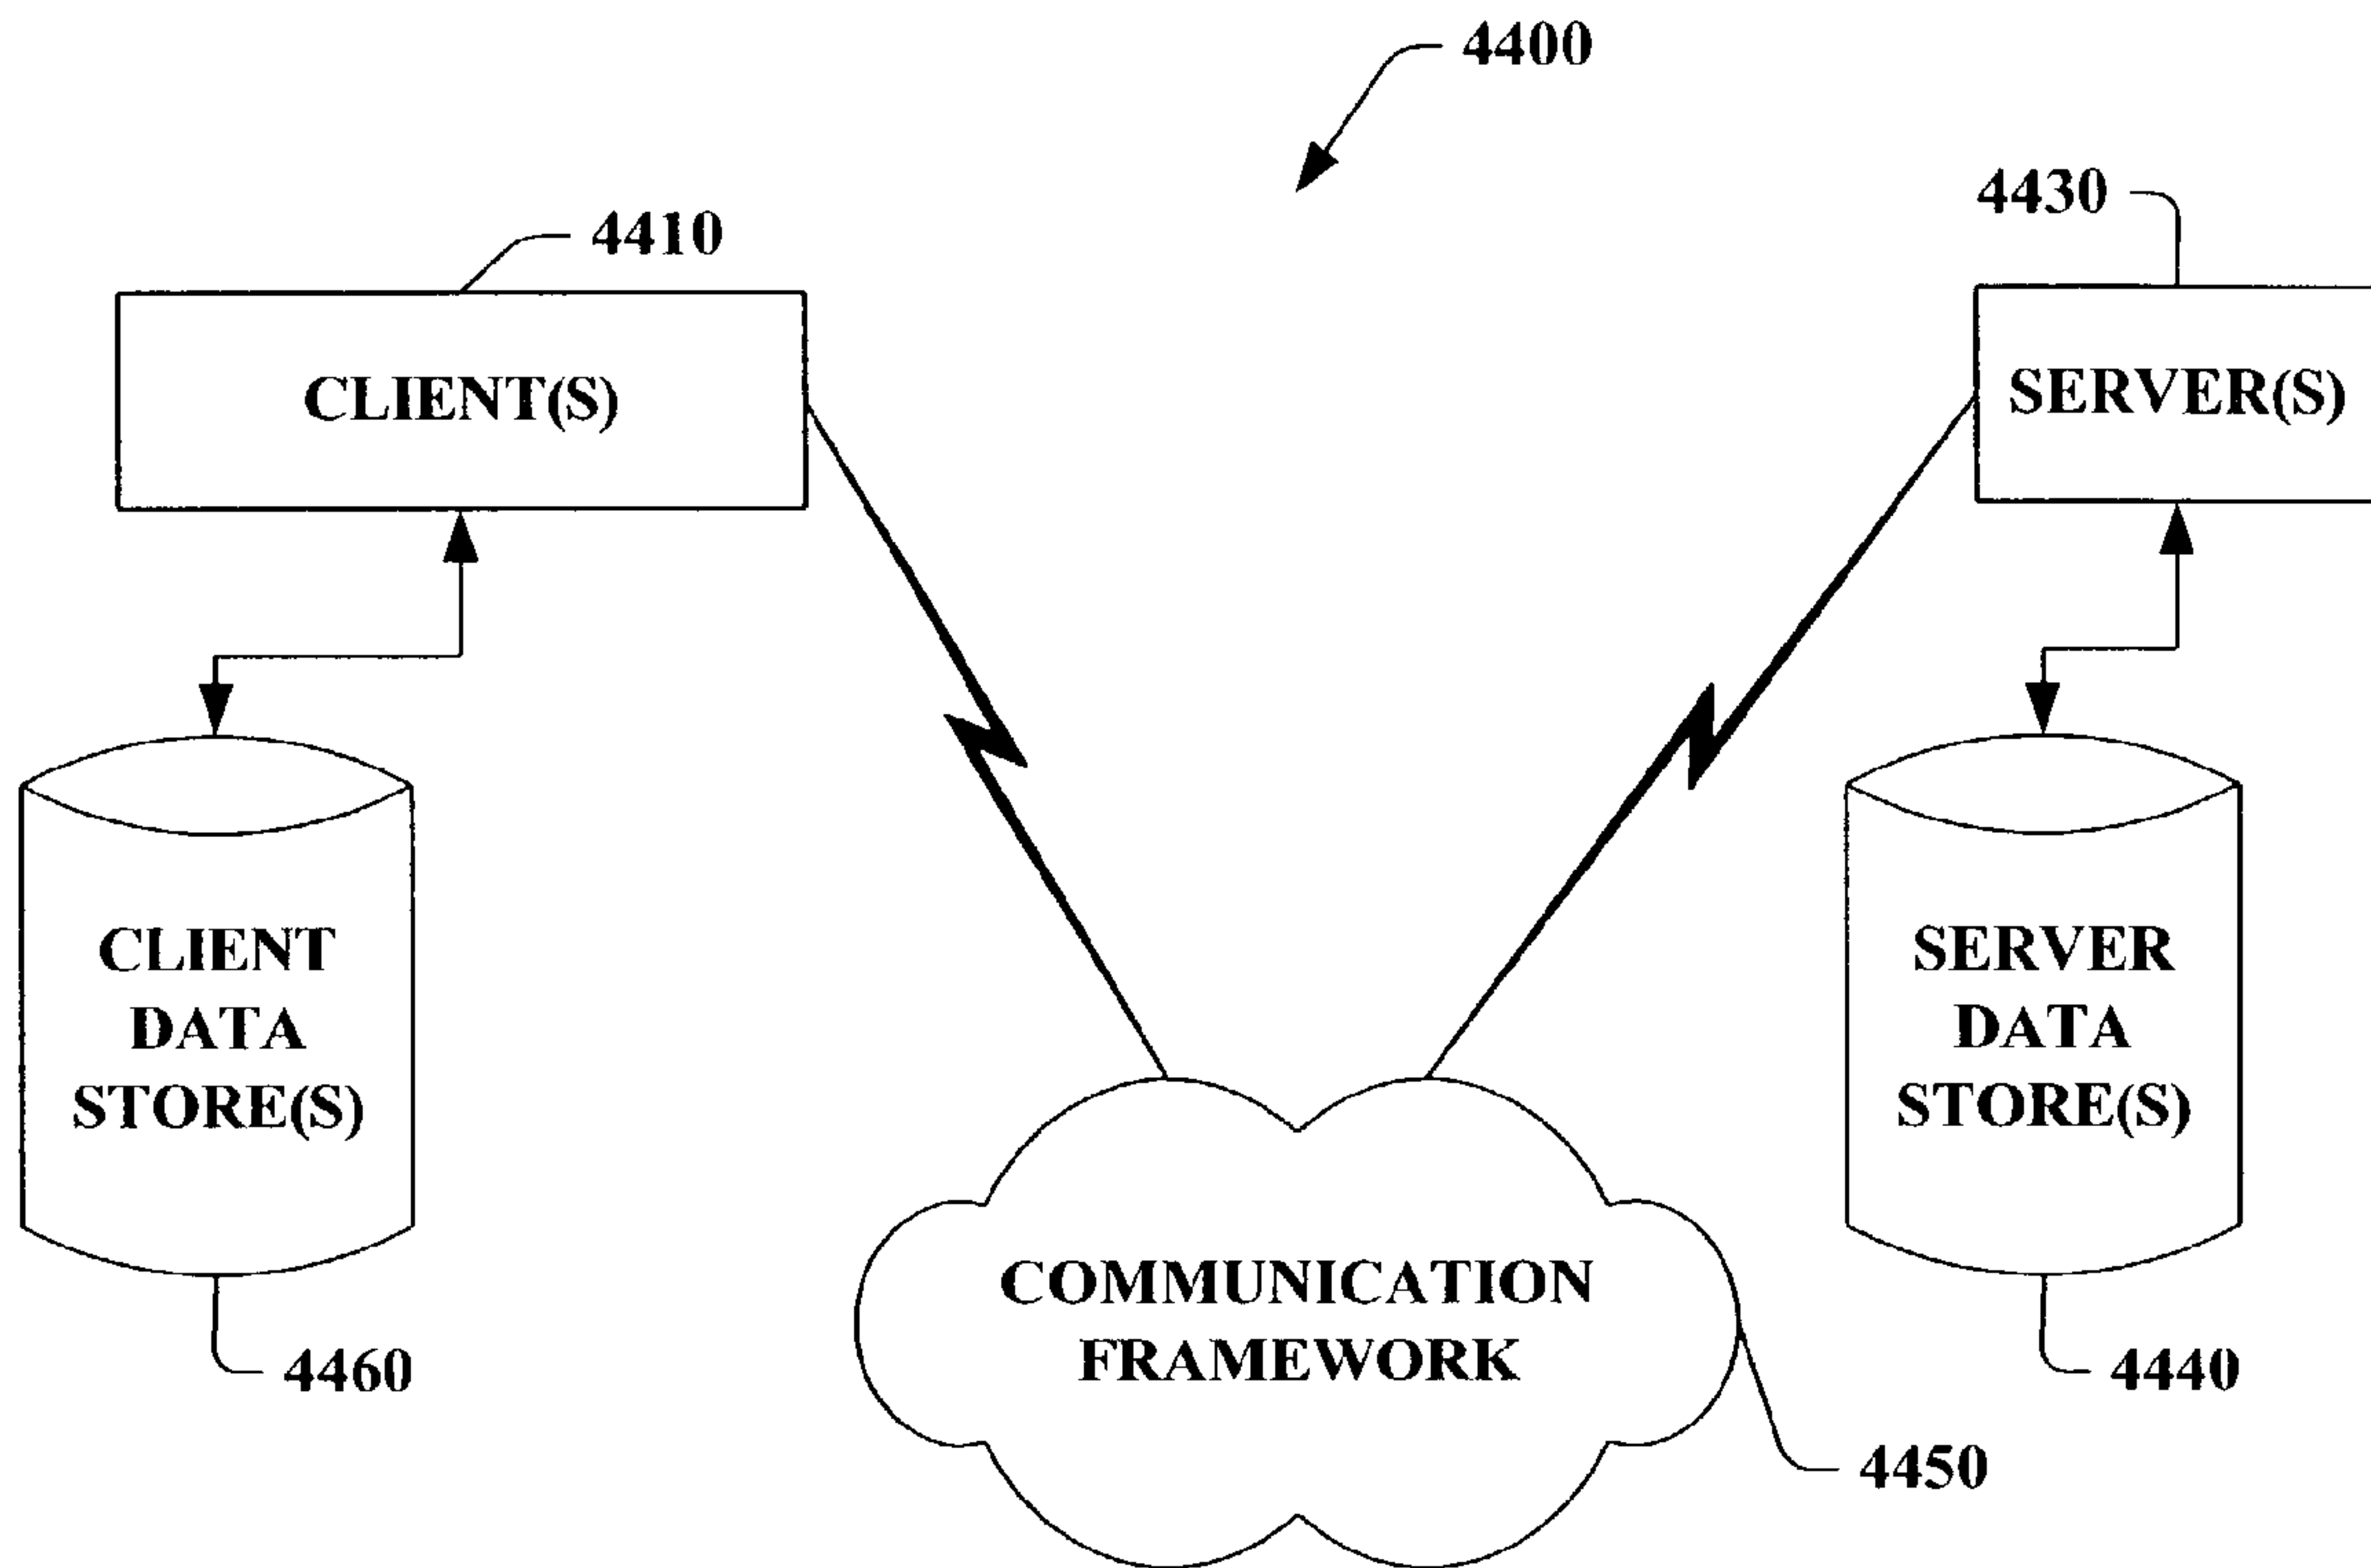 4400
4410
4430
CLIENT(S)
SERVER(S)
CLIENT
DATA
STORE(S)
SERVER
DATA
STORE(S)
COMMUNICATION
FRAMEWORK
4460
4440
4450